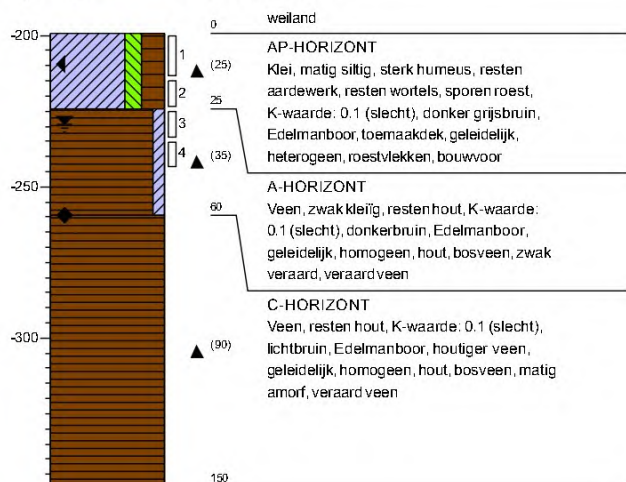 0
weiland
-200
1
2
3
4
(25)
25
(35)
-250
60
-300
(90)
150
AP-HORIZONT
Klei, matig siltig, sterk humeus, resten
aardewerk, resten wortels, sporen roest,
K-waarde: 0.1 (slecht), donker grijsbruin,
Edelmanboor, toemaakdek, geleidelijk,
heterogeen, roestvlekken, bouwvoor
A-HORIZONT
Veen, zwak kleiïg, resten hout, K-waarde:
0.1 (slecht), donkerbruin, Edelmanboor,
geleidelijk, homogeen, hout, bosveen, zwak
veraard, veraard veen
C-HORIZONT
Veen, resten hout, K-waarde: 0.1 (slecht),
lichtbruin, Edelmanboor, houtiger veen,
geleidelijk, homogeen, hout, bosveen, matig
amorf, veraard veen